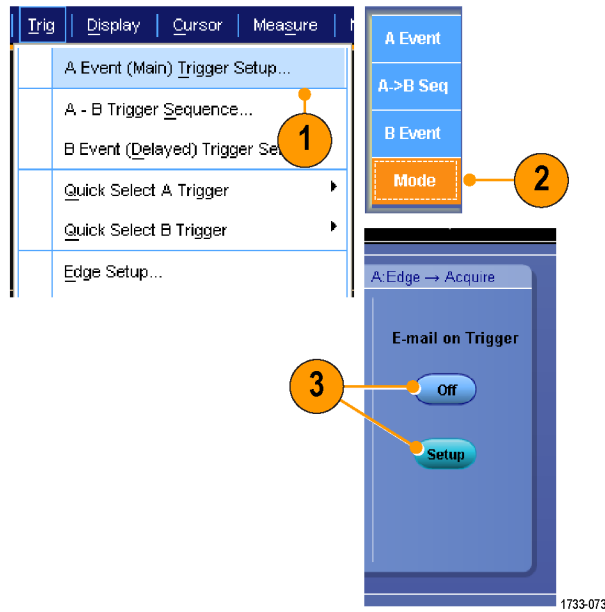 Trig Display Cursor Measure
A Event (Main) Trigger Setup...
A - B Trigger Sequence...
B Event (Delayed) Trigger Se
Quick Select A Trigger
Quick Select B Trigger
Edge Setup...
1
A Event
A->B Seq
B Event
Mode
2
A:Edge → Acquire
E-mail on Trigger
Off
Setup
3
1733-073